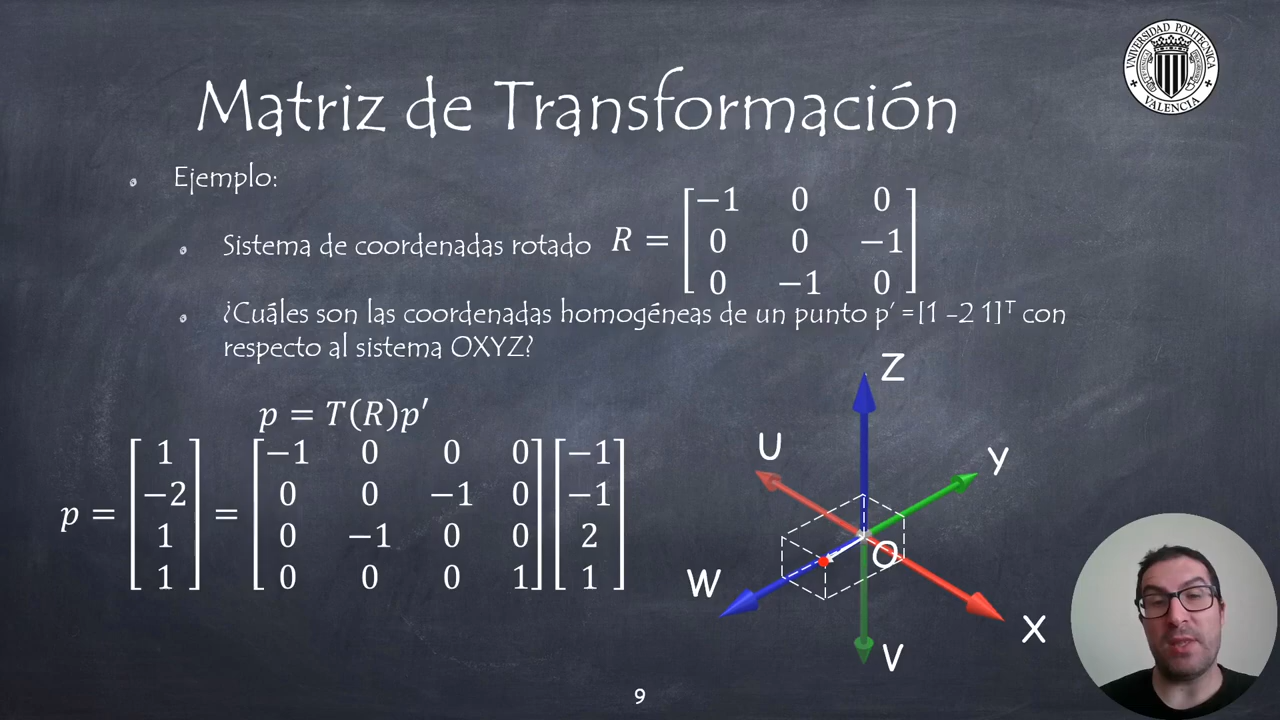 UNIVERSIDAD POLITECNICA
VALENCIA
Matriz de Transformación
Ejemplo:
Sistema de coordenadas rotado R = [−1 0 0
0 0 −1
0 −1 0]
¿Cuáles son las coordenadas homogéneas de un punto p’ =[1 -2 1]ᵀ con
respecto al sistema OXYZ?
p = T(R)p′
p = [1 −2 1 1] = [−1 0 0 0
0 0 −1 0
0 −1 0 0
0 0 0 1] [−1 −1 2 1]
Z
U
Y
O
W
X
V
9